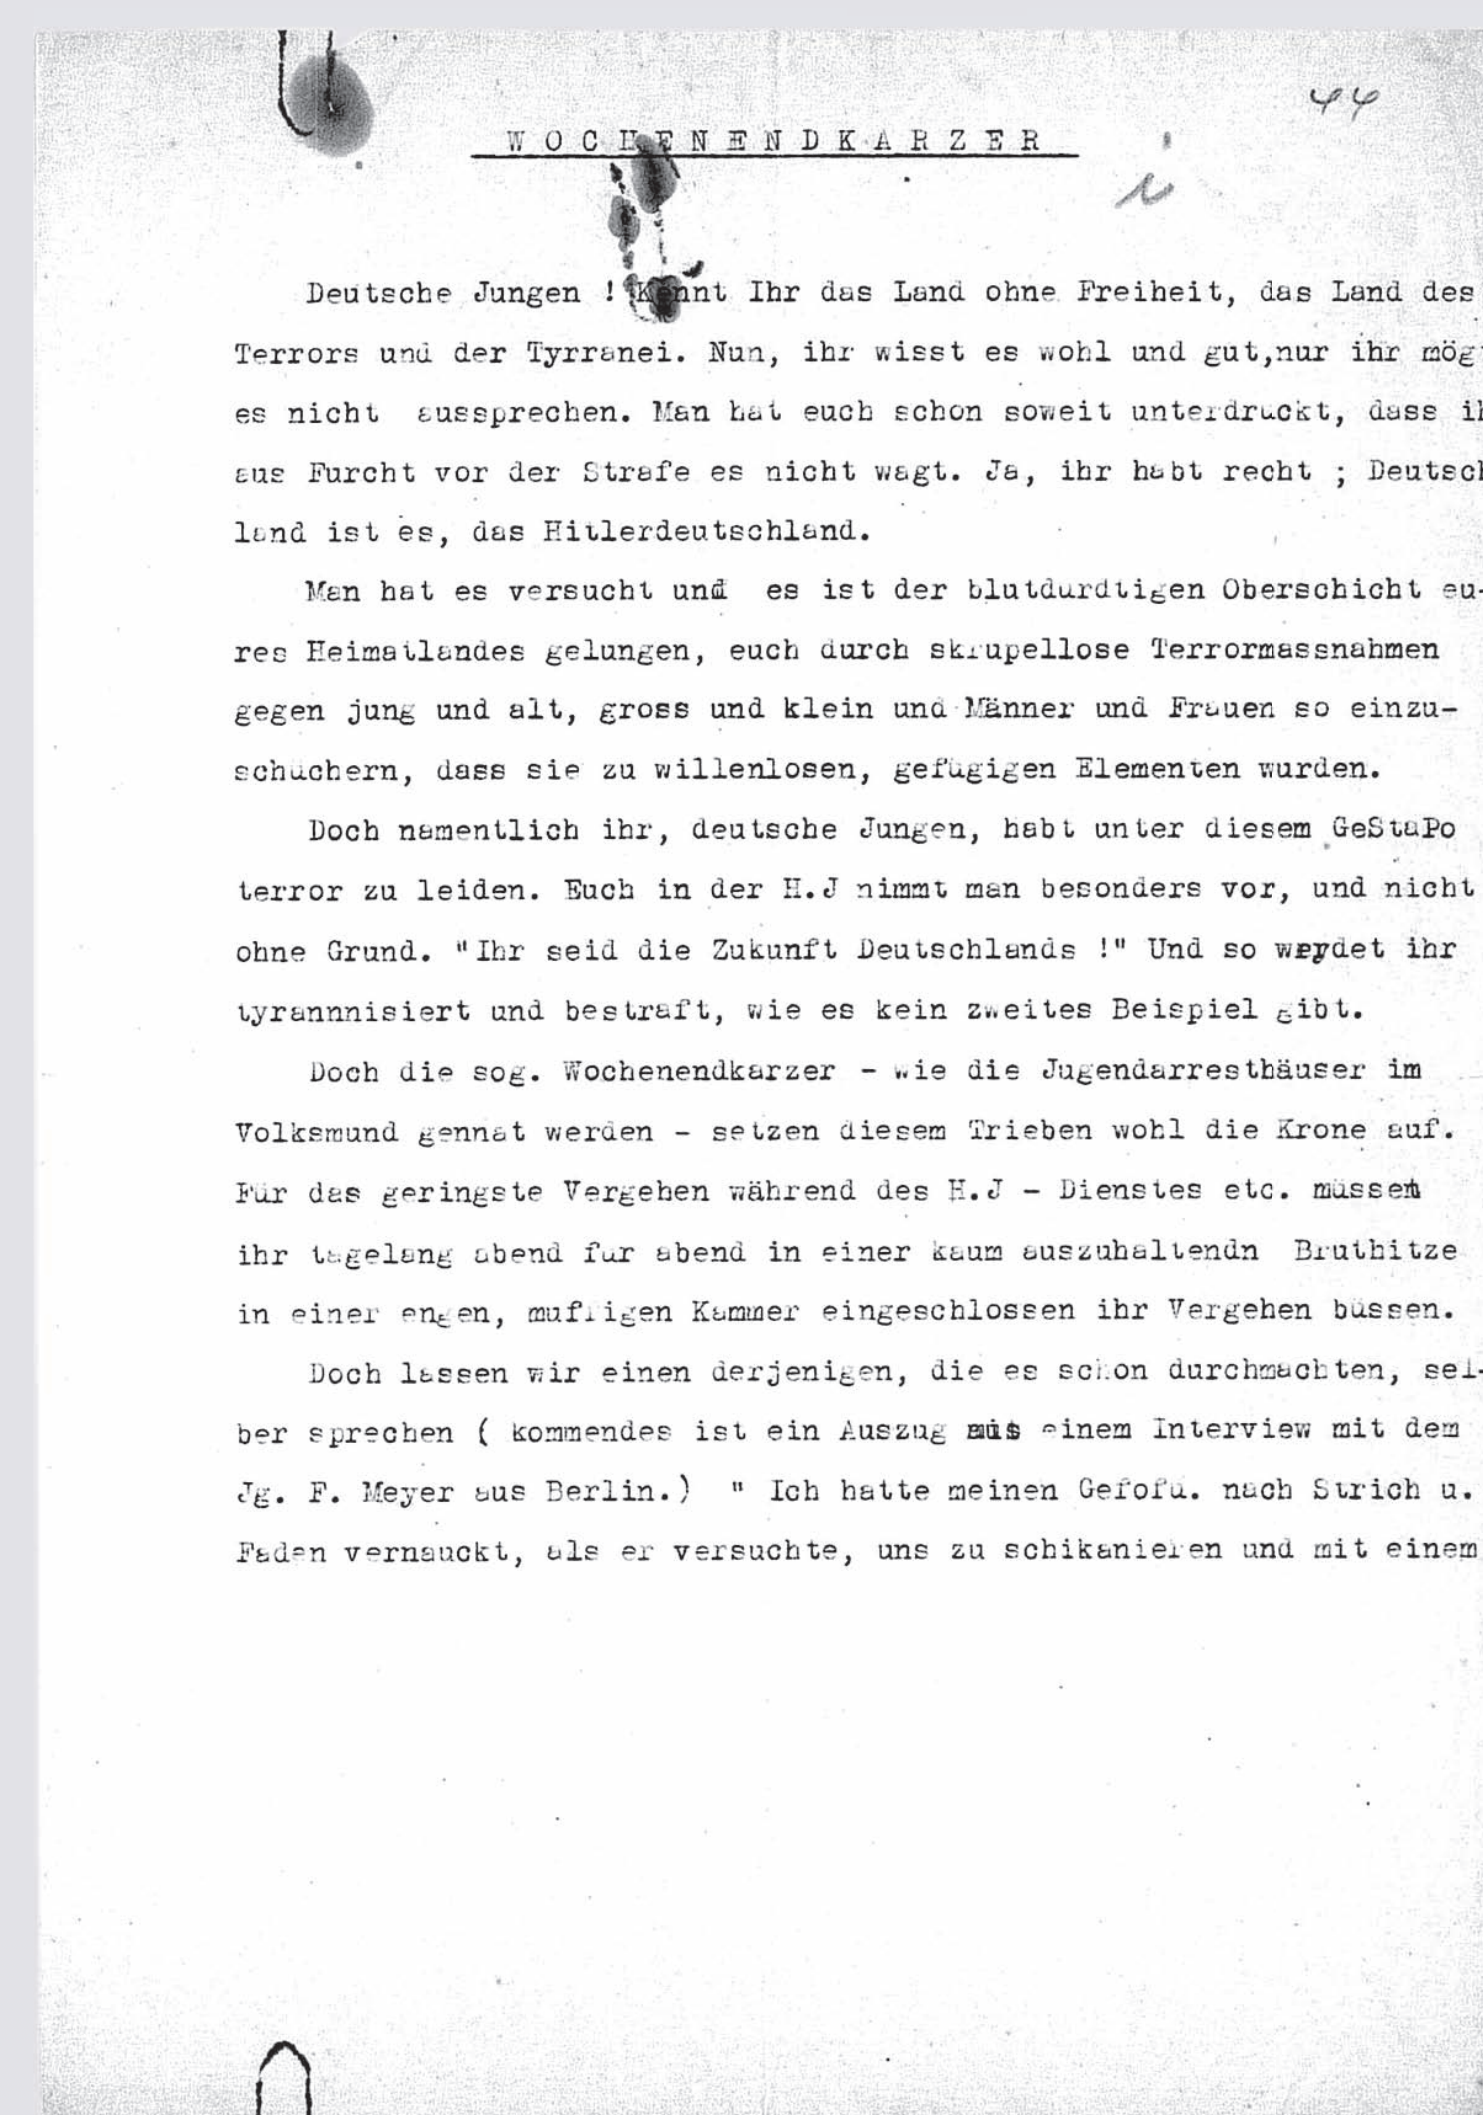 44
WOCHENENDKARZER
Deutsche Jungen ! Kennt Ihr das Land ohne Freiheit, das Land des
Terrors und der Tyrranei. Nun, ihr wisst es wohl und gut,nur ihr mög
es nicht aussprechen. Man hat euch schon soweit unterdruckt, dass ih
aus Furcht vor der Strafe es nicht wagt. Ja, ihr habt recht ; Deutsch
land ist es, das Hitlerdeutschland.
Man hat es versucht und es ist der blutdurdtigen Oberschicht eu-
res Heimatlandes gelungen, euch durch skrupellose Terrormassnahmen
gegen jung und alt, gross und klein und Männer und Frauen so einzu-
schuchern, dass sie zu willenlosen, gefugigen Elementen wurden.
Doch namentlich ihr, deutsche Jungen, habt unter diesem GeStaPo
terror zu leiden. Euch in der H.J nimmt man besonders vor, und nicht
ohne Grund. "Ihr seid die Zukunft Deutschlands !" Und so werdet ihr
tyrannnisiert und bestraft, wie es kein zweites Beispiel gibt.
Doch die sog. Wochenendkarzer - wie die Jugendarresthäuser im
Volksmund gennat werden - setzen diesem Trieben wohl die Krone auf.
Fur das geringste Vergehen während des H.J - Dienstes etc. mussen
ihr tagelang abend fur abend in einer kaum auszuhaltendn Bruthitze
in einer engen, muffigen Kammer eingeschlossen ihr Vergehen bussen.
Doch lassen wir einen derjenigen, die es schon durchmachten, sel-
ber sprechen ( kommendes ist ein Auszug aus einem Interview mit dem
Jg. F. Meyer aus Berlin.) " Ich hatte meinen Gefofu. nach Strich u.
Faden vernauckt, als er versuchte, uns zu schikanieren und mit einem